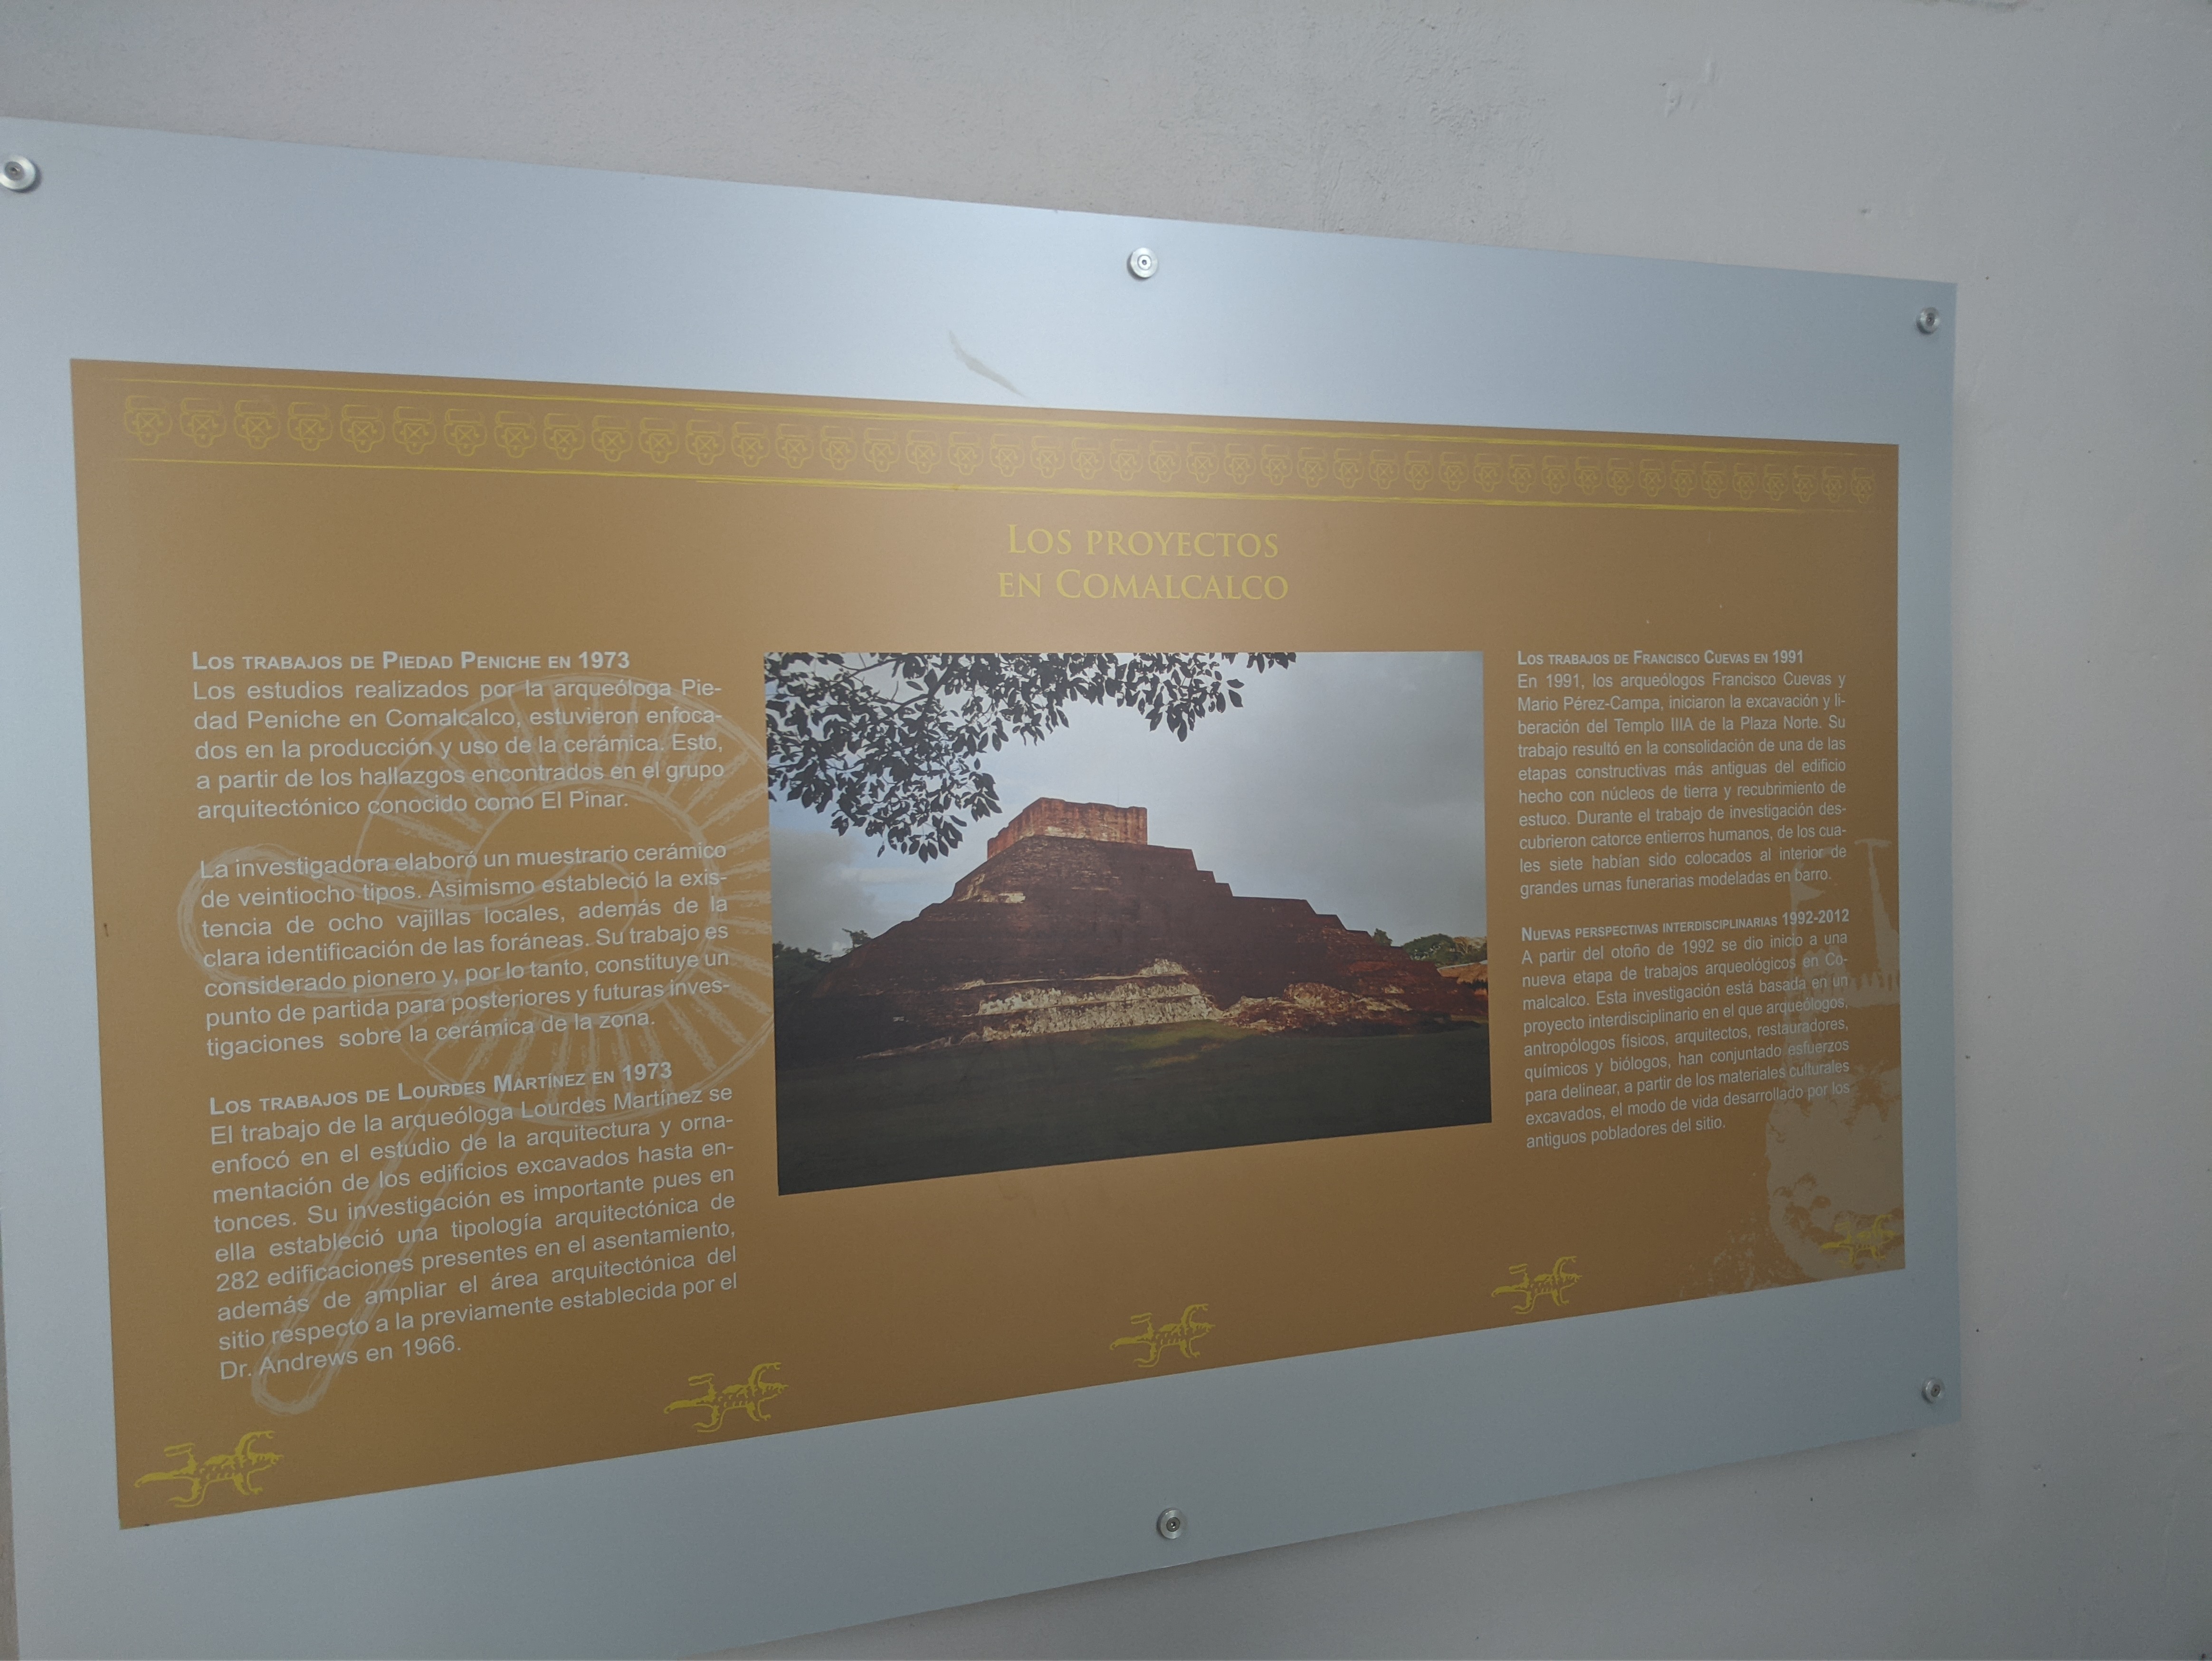 LOS PROYECTOS
EN COMALCALCO
LOS TRABAJOS DE PIEDAD PENICHE EN 1973
Los estudios realizados por la arqueóloga Pie-
dad Peniche en Comalcalco, estuvieron enfoca-
dos en la producción y uso de la cerámica. Esto,
a partir de los hallazgos encontrados en el grupo
arquitectónico conocido como El Pinar.
La investigadora elaboró un muestrario cerámico
de veintiocho tipos. Asimismo estableció la exis-
tencia de ocho vajillas locales, además de la
clara identificación de las foráneas. Su trabajo es
considerado pionero y, por lo tanto, constituye un
punto de partida para posteriores y futuras inves-
tigaciones sobre la cerámica de la zona.
LOS TRABAJOS DE LOURDES MARTÍNEZ EN 1973
El trabajo de la arqueóloga Lourdes Martínez se
enfocó en el estudio de la arquitectura y orna-
mentación de los edificios excavados hasta en-
tonces. Su investigación es importante pues en
ella estableció una tipología arquitectónica de
282 edificaciones presentes en el asentamiento,
además de ampliar el área arquitectónica del
sitio respecto a la previamente establecida por el
Dr. Andrews en 1966.
LOS TRABAJOS DE FRANCISCO CUEVAS EN 1991
En 1991, los arqueólogos Francisco Cuevas y
Mario Pérez-Campa, iniciaron la excavación y li-
beración del Templo IIIA de la Plaza Norte. Su
trabajo resultó en la consolidación de una de las
etapas constructivas más antiguas del edificio
hecho con núcleos de tierra y recubrimiento de
estuco. Durante el trabajo de investigación des-
cubrieron catorce entierros humanos, de los cua-
les siete habían sido colocados al interior de
grandes urnas funerarias modeladas en barro.
NUEVAS PERSPECTIVAS INTERDISCIPLINARIAS 1992-2012
A partir del otoño de 1992 se dio inicio a una
nueva etapa de trabajos arqueológicos en Co-
malcalco. Esta investigación está basada en un
proyecto interdisciplinario en el que arqueólogos,
antropólogos físicos, arquitectos, restauradores,
químicos y biólogos, han conjuntado esfuerzos
para delinear, a partir de los materiales culturales
excavados, el modo de vida desarrollado por los
antiguos pobladores del sitio.